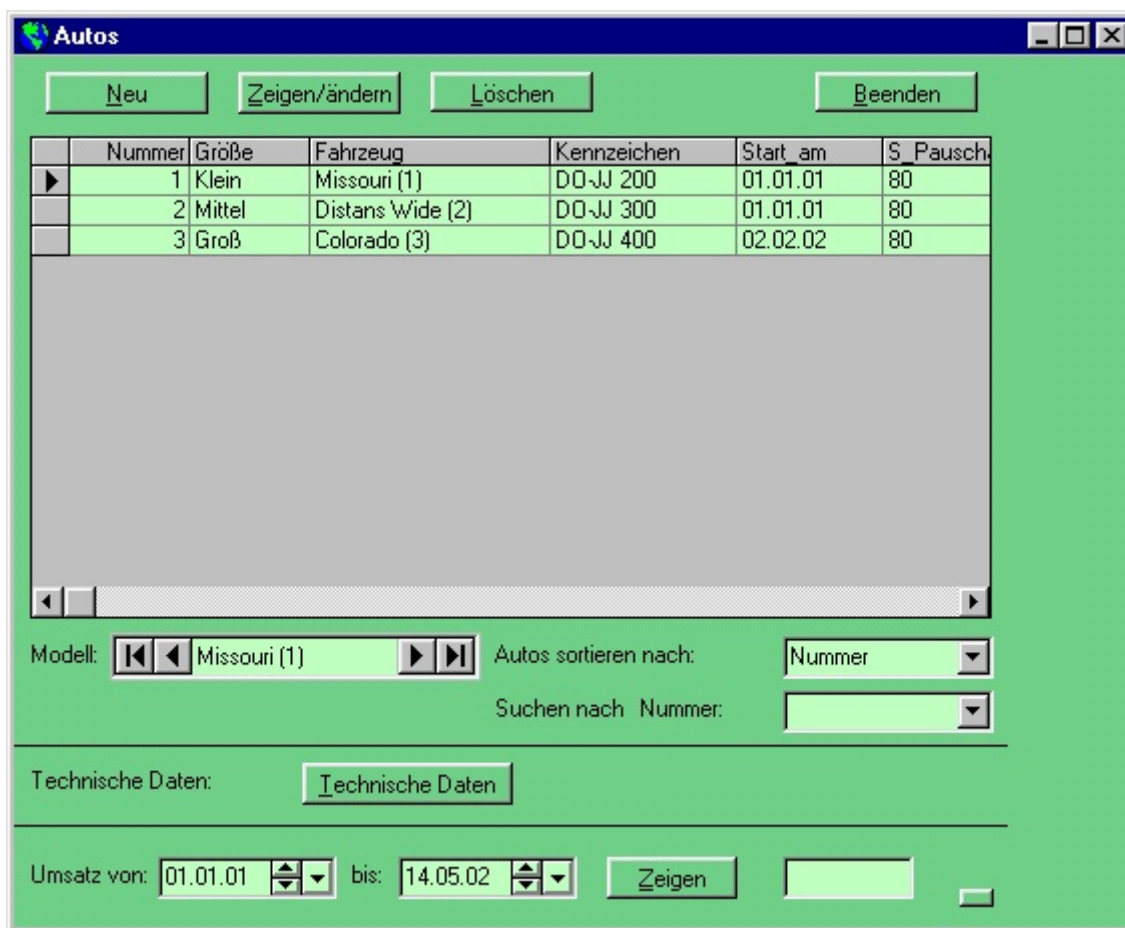 Autos
Neu Zeigen/ändern Löschen Beenden
Nummer Größe Fahrzeug Kennzeichen Start_am S_Pauscha
1 Klein Missouri (1) DO-JJ 200 01.01.01 80
2 Mittel Distans Wide (2) DO-JJ 300 01.01.01 80
3 Groß Colorado (3) DO-JJ 400 02.02.02 80
Modell: Missouri (1) Autos sortieren nach: Nummer
Suchen nach Nummer:
Technische Daten: Technische Daten
Umsatz von: 01.01.01 bis: 14.05.02 Zeigen